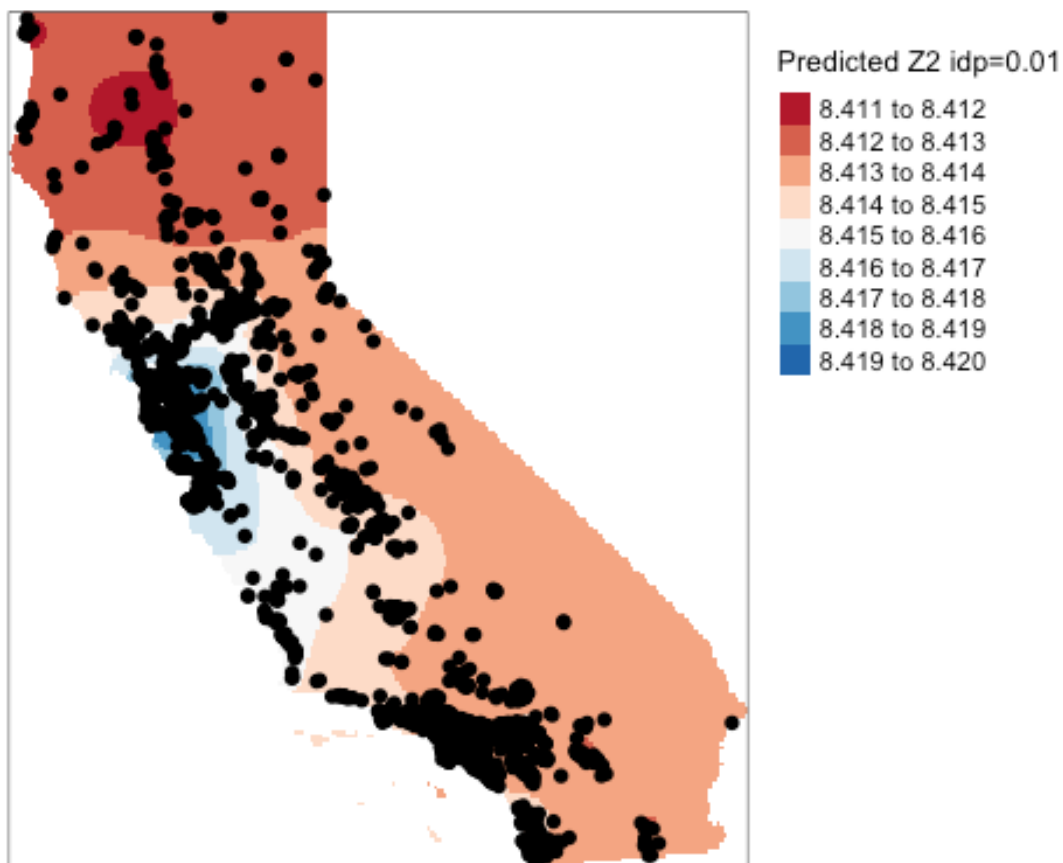 Predicted Z2 idp=0.01
8.411 to 8.412
8.412 to 8.413
8.413 to 8.414
8.414 to 8.415
8.415 to 8.416
8.416 to 8.417
8.417 to 8.418
8.418 to 8.419
8.419 to 8.420